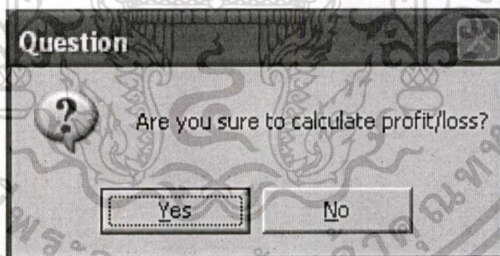 Question
Are you sure to calculate profit/loss?
Yes
No